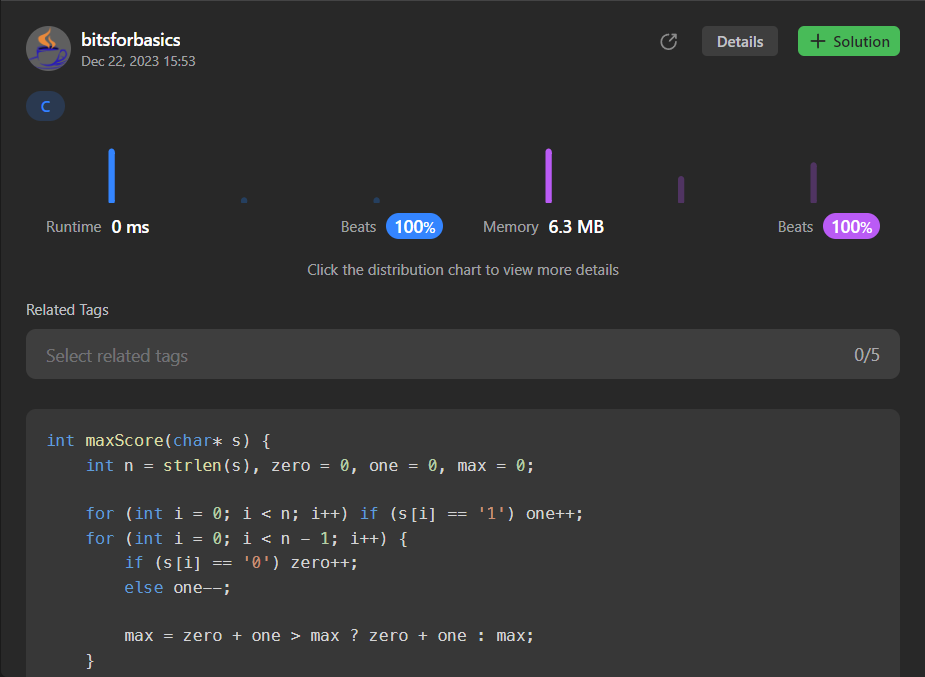 bitsforbasics
Dec 22, 2023 15:53
Details
+ Solution
C
Runtime 0 ms
Beats 100%
Memory 6.3 MB
Beats 100%
Click the distribution chart to view more details
Related Tags
Select related tags
0/5
int maxScore(char* s) {
    int n = strlen(s), zero = 0, one = 0, max = 0;

    for (int i = 0; i < n; i++) if (s[i] == '1') one++;
    for (int i = 0; i < n - 1; i++) {
        if (s[i] == '0') zero++;
        else one--;

        max = zero + one > max ? zero + one : max;
    }